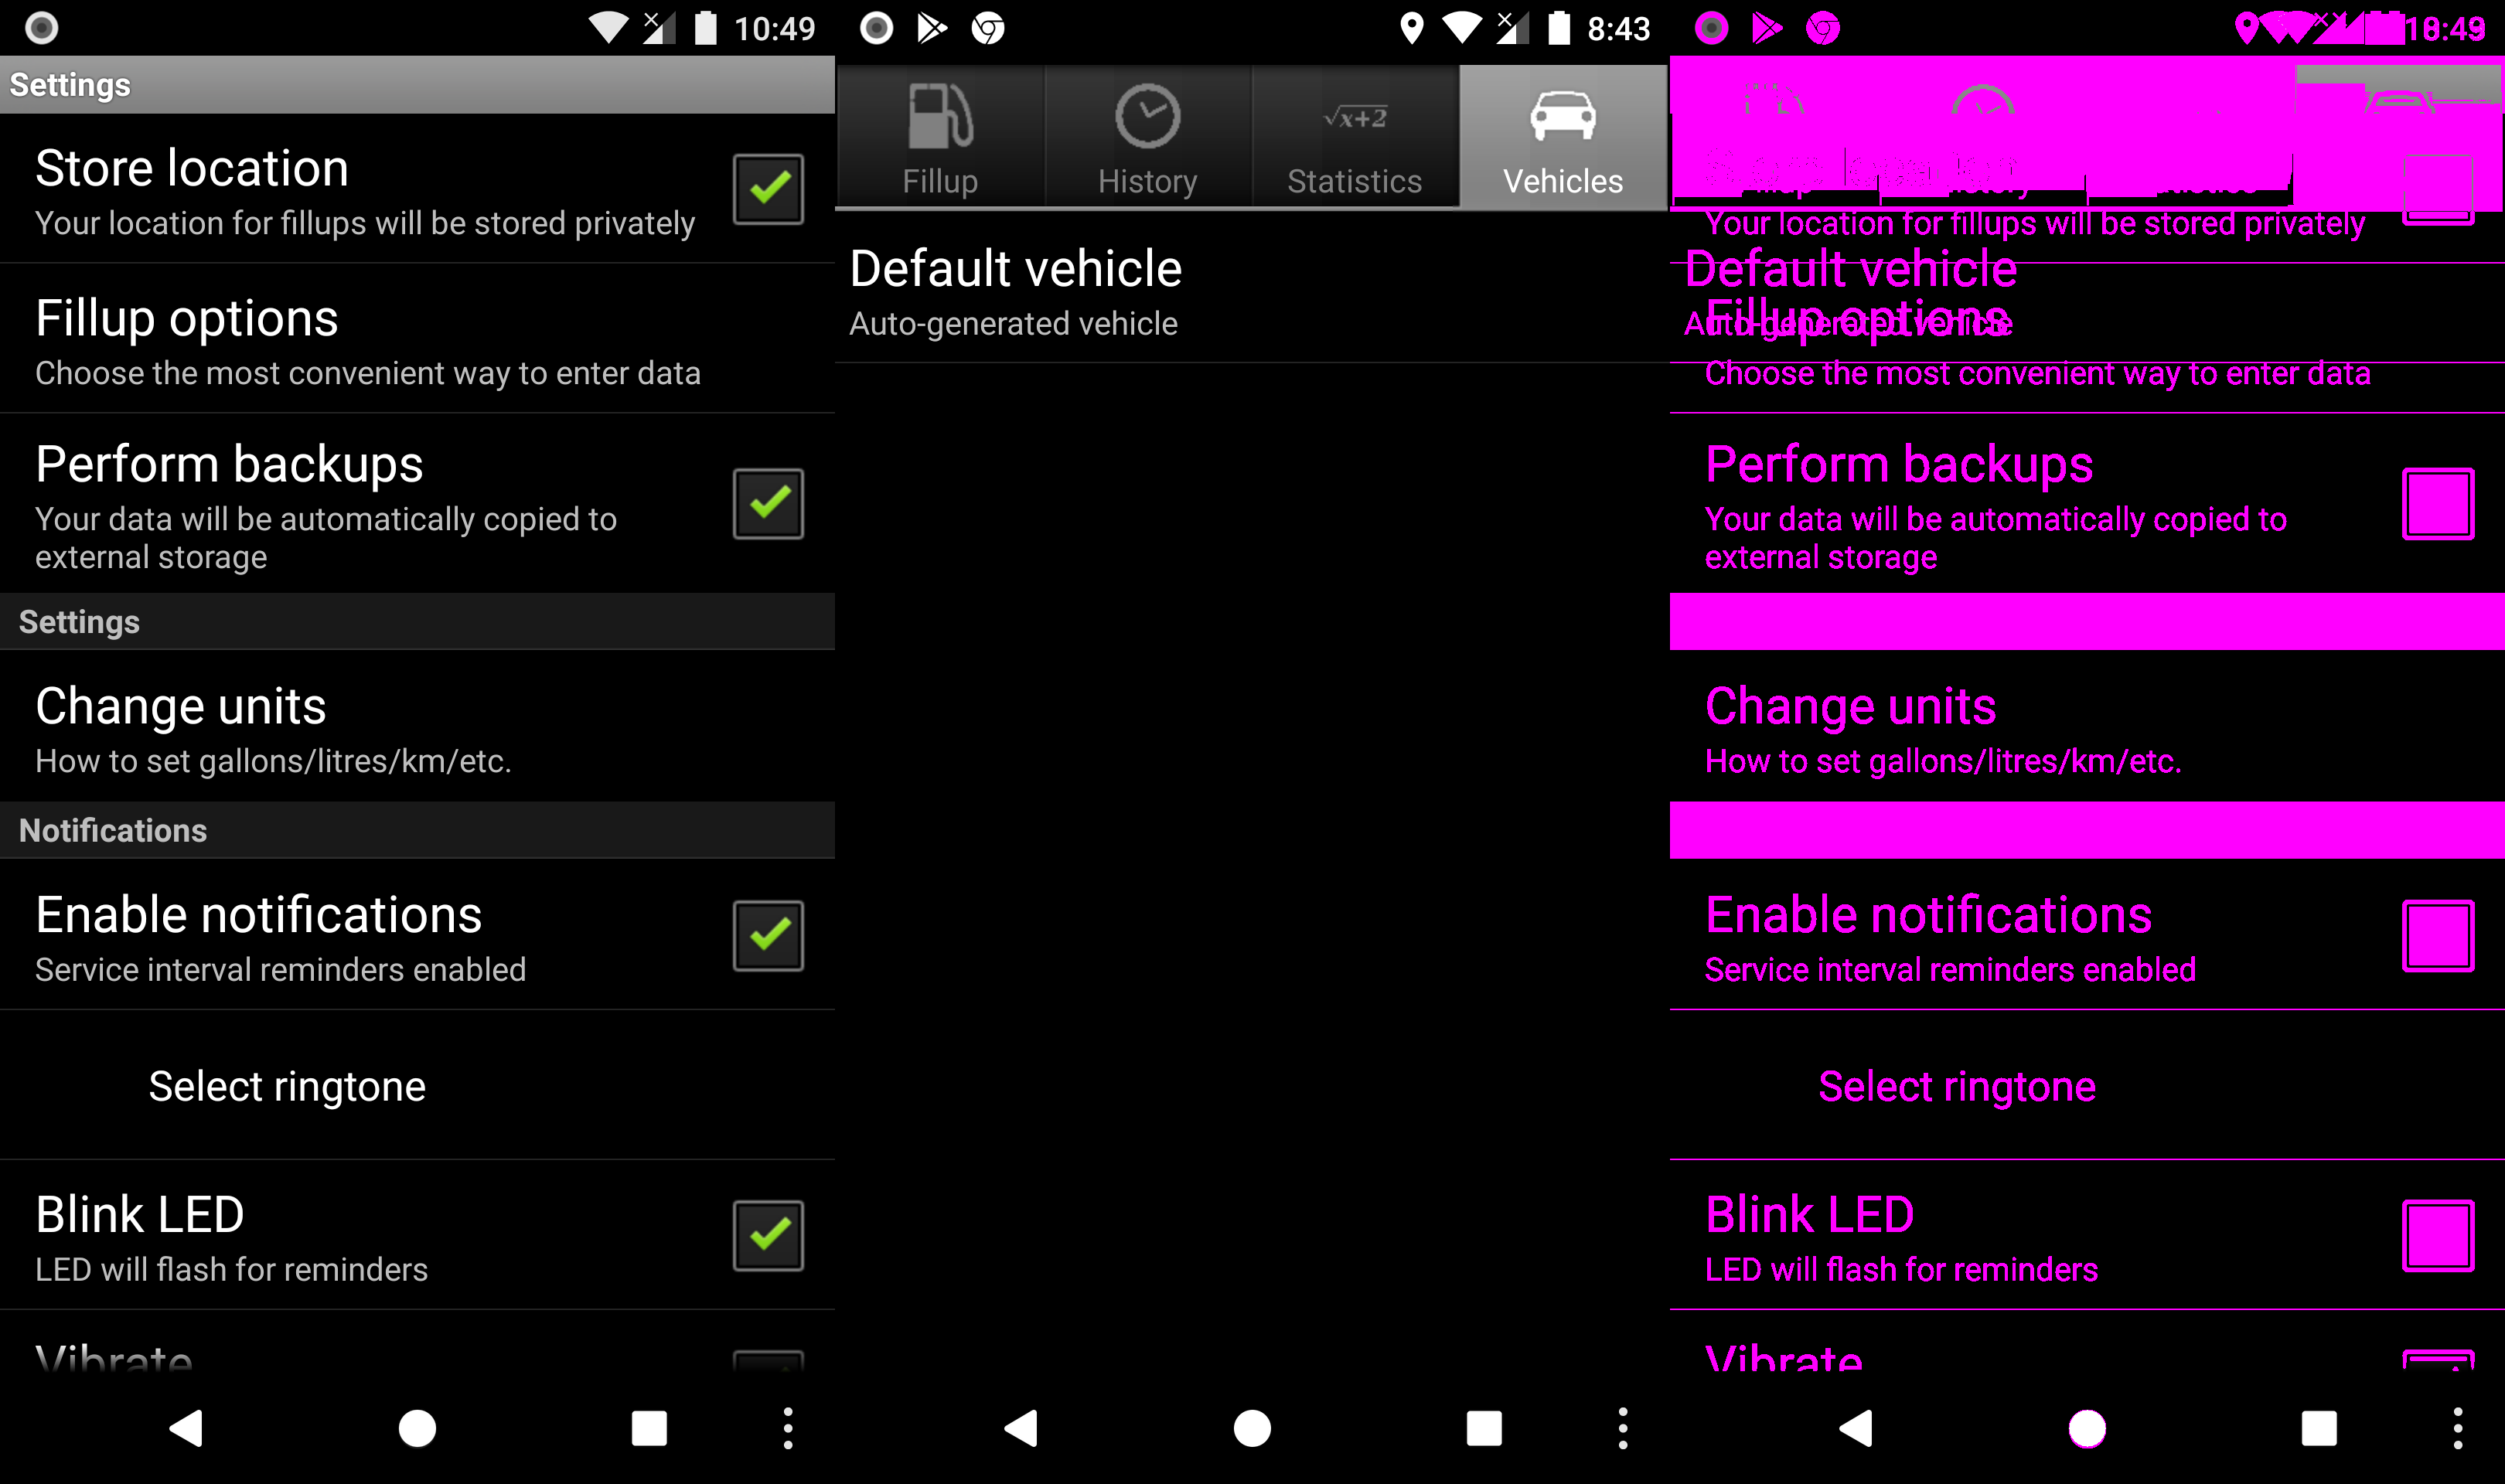 10:49
Settings
Store location
Your location for fillups will be stored privately
Fillup options
Choose the most convenient way to enter data
Perform backups
Your data will be automatically copied to
external storage
Settings
Change units
How to set gallons/litres/km/etc.
Notifications
Enable notifications
Service interval reminders enabled
Select ringtone
Blink LED
LED will flash for reminders
Vibrate
8:43
Fillup
History
√x+2
Statistics
Vehicles
Default vehicle
Auto-generated vehicle
Your location for fillups will be stored privately
Default vehicle
Fillup options
Auto-generated vehicle
Choose the most convenient way to enter data
Perform backups
Your data will be automatically copied to
external storage
Change units
How to set gallons/litres/km/etc.
Enable notifications
Service interval reminders enabled
Select ringtone
Blink LED
LED will flash for reminders
Vibrate